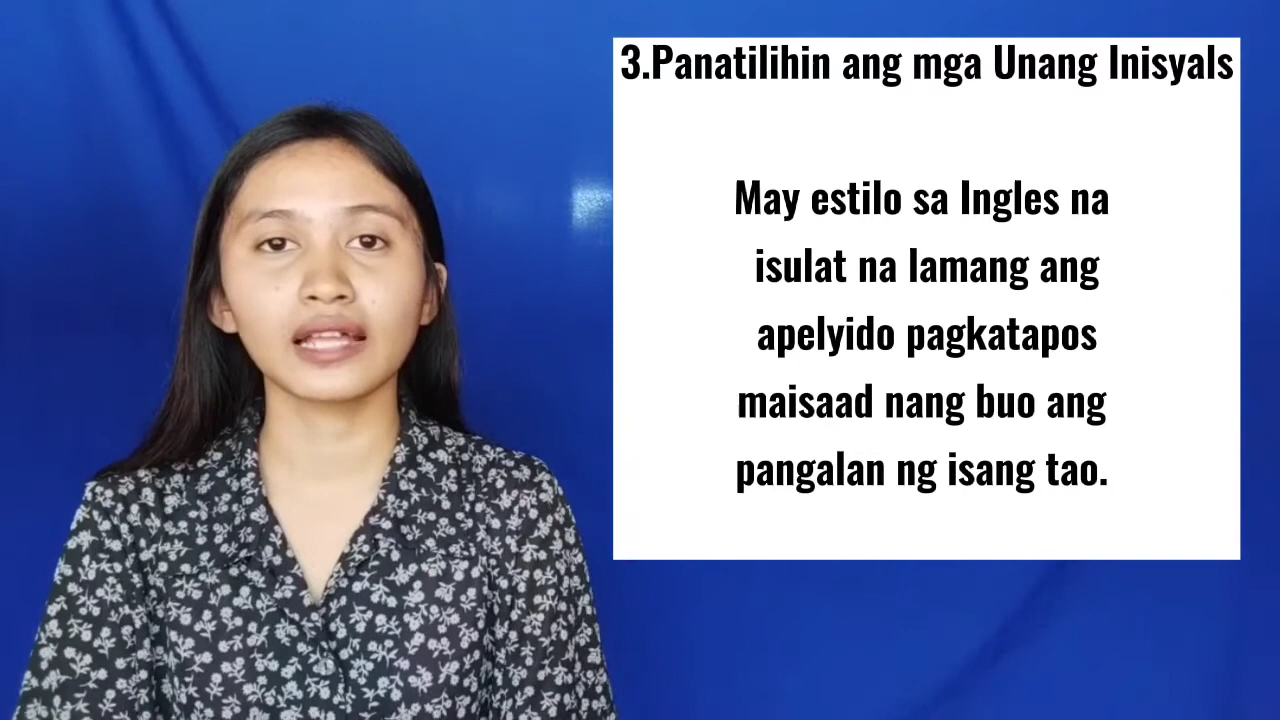 3.Panatilihin ang mga Unang Inisyals
May estilo sa Ingles na
isulat na lamang ang
apelyido pagkatapos
maisaad nang buo ang
pangalan ng isang tao.